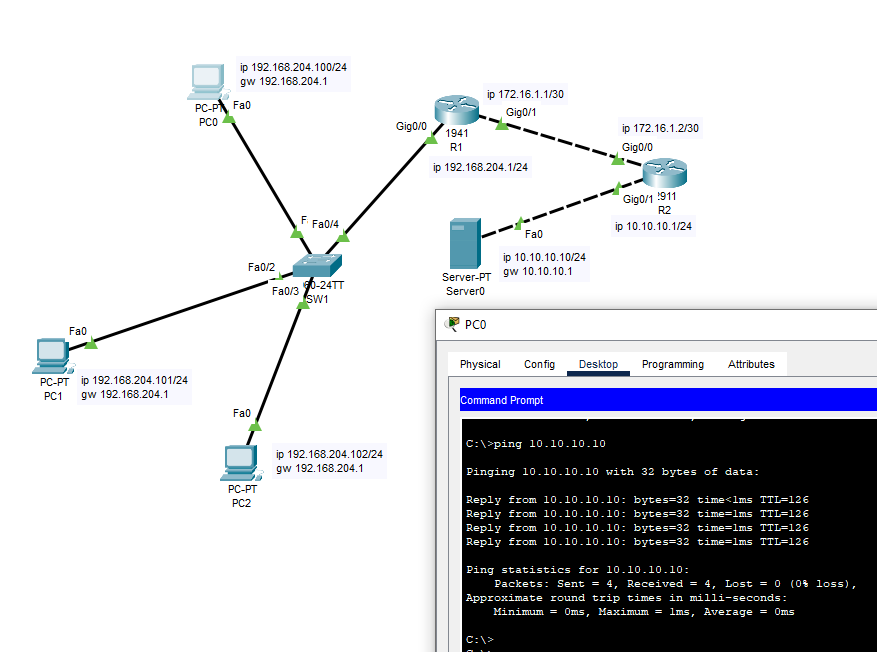 ip 192.168.204.100/24
gw 192.168.204.1
PC-PT
PC0
Fa0
ip 172.16.1.1/30
Gig0/1
Gig0/0
1941
R1
ip 192.168.204.1/24
ip 172.16.1.2/30
Gig0/0
Gig0/1
R2
ip 10.10.10.1/24
Fa0
ip 10.10.10.10/24
gw 10.10.10.1
Server-PT
Server0
Fa0/4
Fa0/2
Fa0/3
60-24TT
SW1
Fa0
PC-PT
PC1
ip 192.168.204.101/24
gw 192.168.204.1
Fa0
ip 192.168.204.102/24
gw 192.168.204.1
PC-PT
PC2
PC0
Physical Config Desktop Programming Attributes
Command Prompt
C:\>ping 10.10.10.10
Pinging 10.10.10.10 with 32 bytes of data:
Reply from 10.10.10.10: bytes=32 time<1ms TTL=126
Reply from 10.10.10.10: bytes=32 time=1ms TTL=126
Reply from 10.10.10.10: bytes=32 time=1ms TTL=126
Reply from 10.10.10.10: bytes=32 time=1ms TTL=126
Ping statistics for 10.10.10.10:
Packets: Sent = 4, Received = 4, Lost = 0 (0% loss),
Approximate round trip times in milli-seconds:
Minimum = 0ms, Maximum = 1ms, Average = 0ms
C:\>